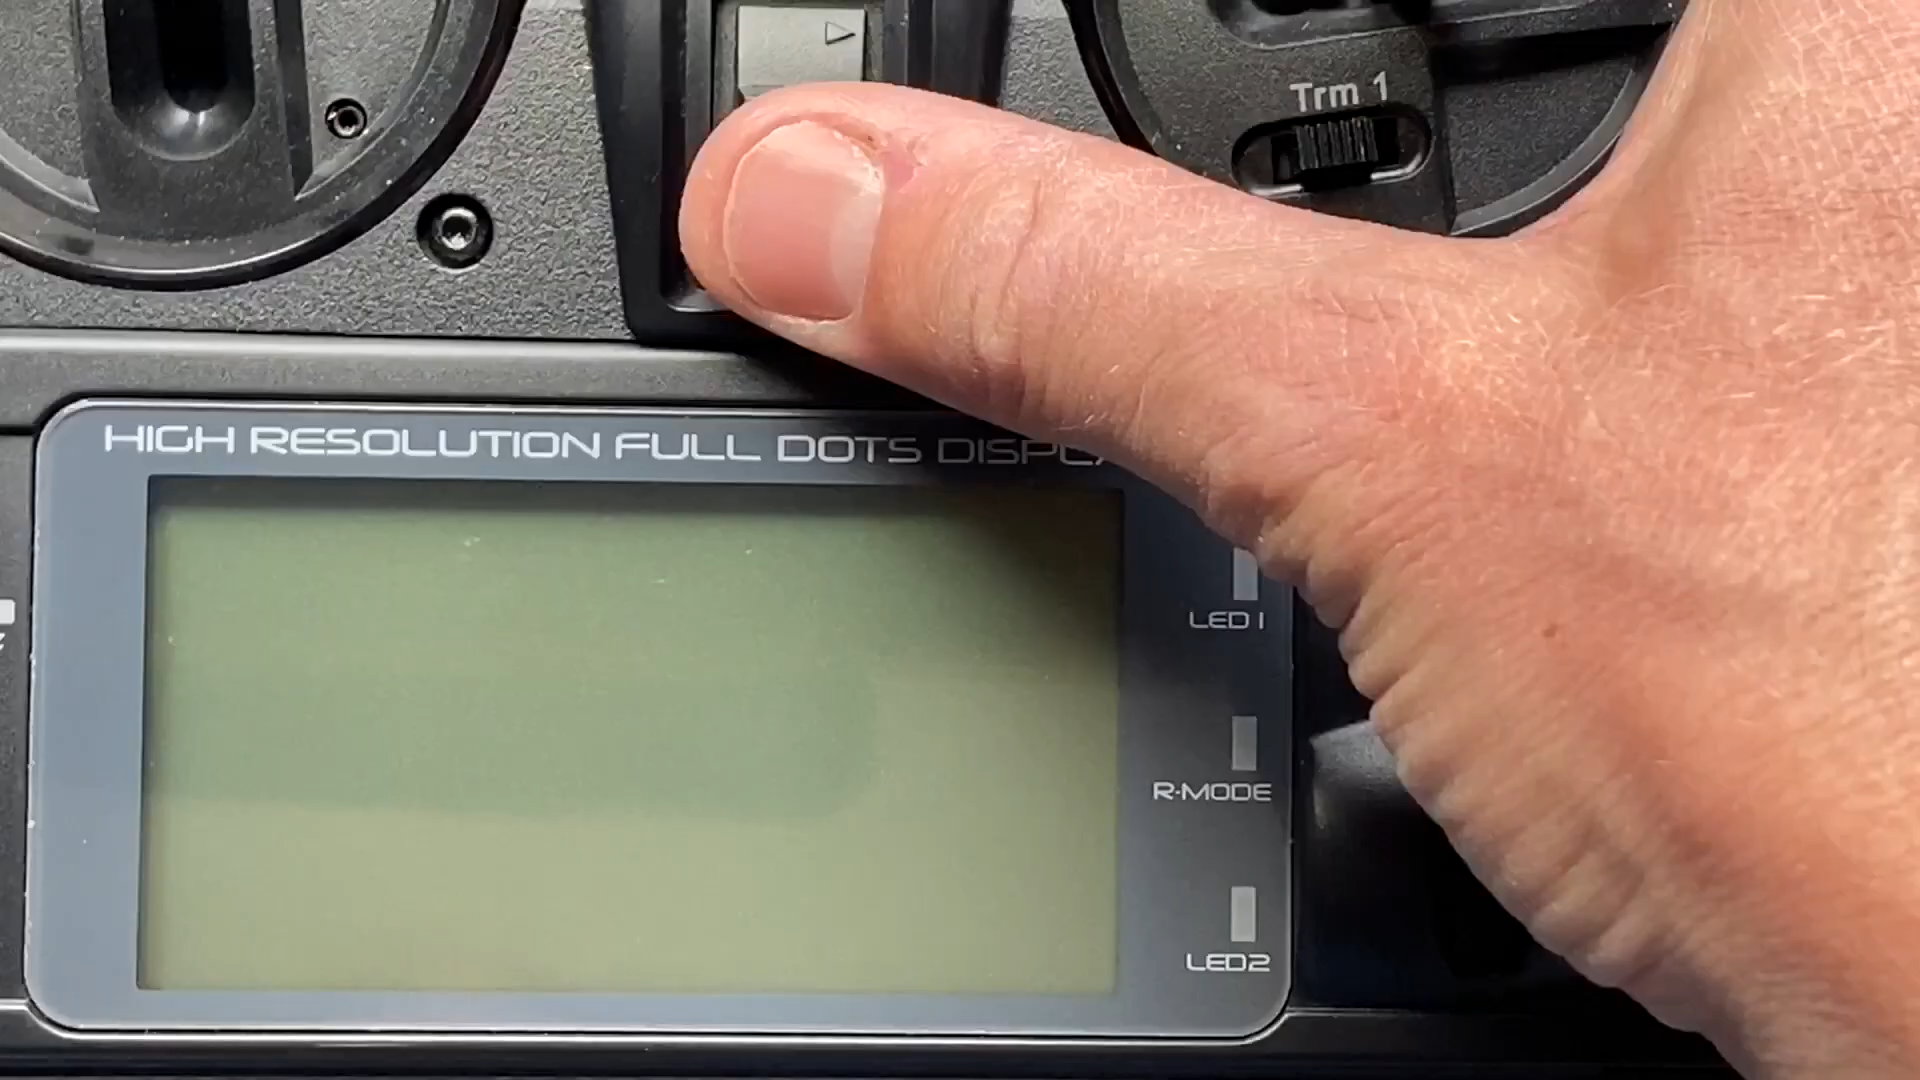 Trm 1
HIGH RESOLUTION FULL DOTS
LED 1
R-MODE
LED2